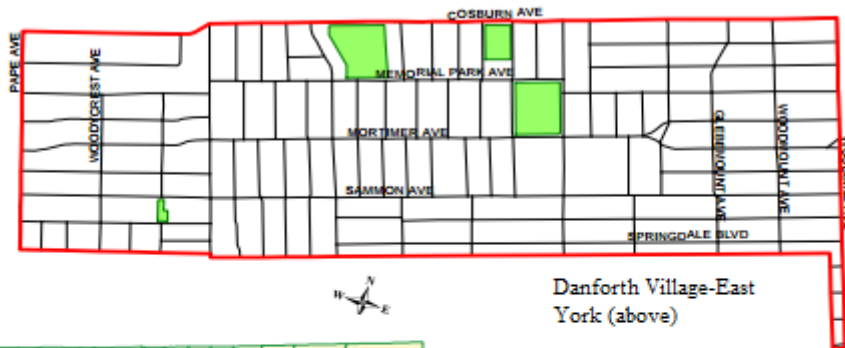 COSBURN AVE
PAPE AVE
WOODYCREST AVE
MEMORIAL PARK AVE
MORTIMER AVE
GLEBEMOUNT AVE
WOODMOUNT AVE
SAMMON AVE
SPRINGDALE BLVD
N
W
E
Danforth Village-East
York (above)